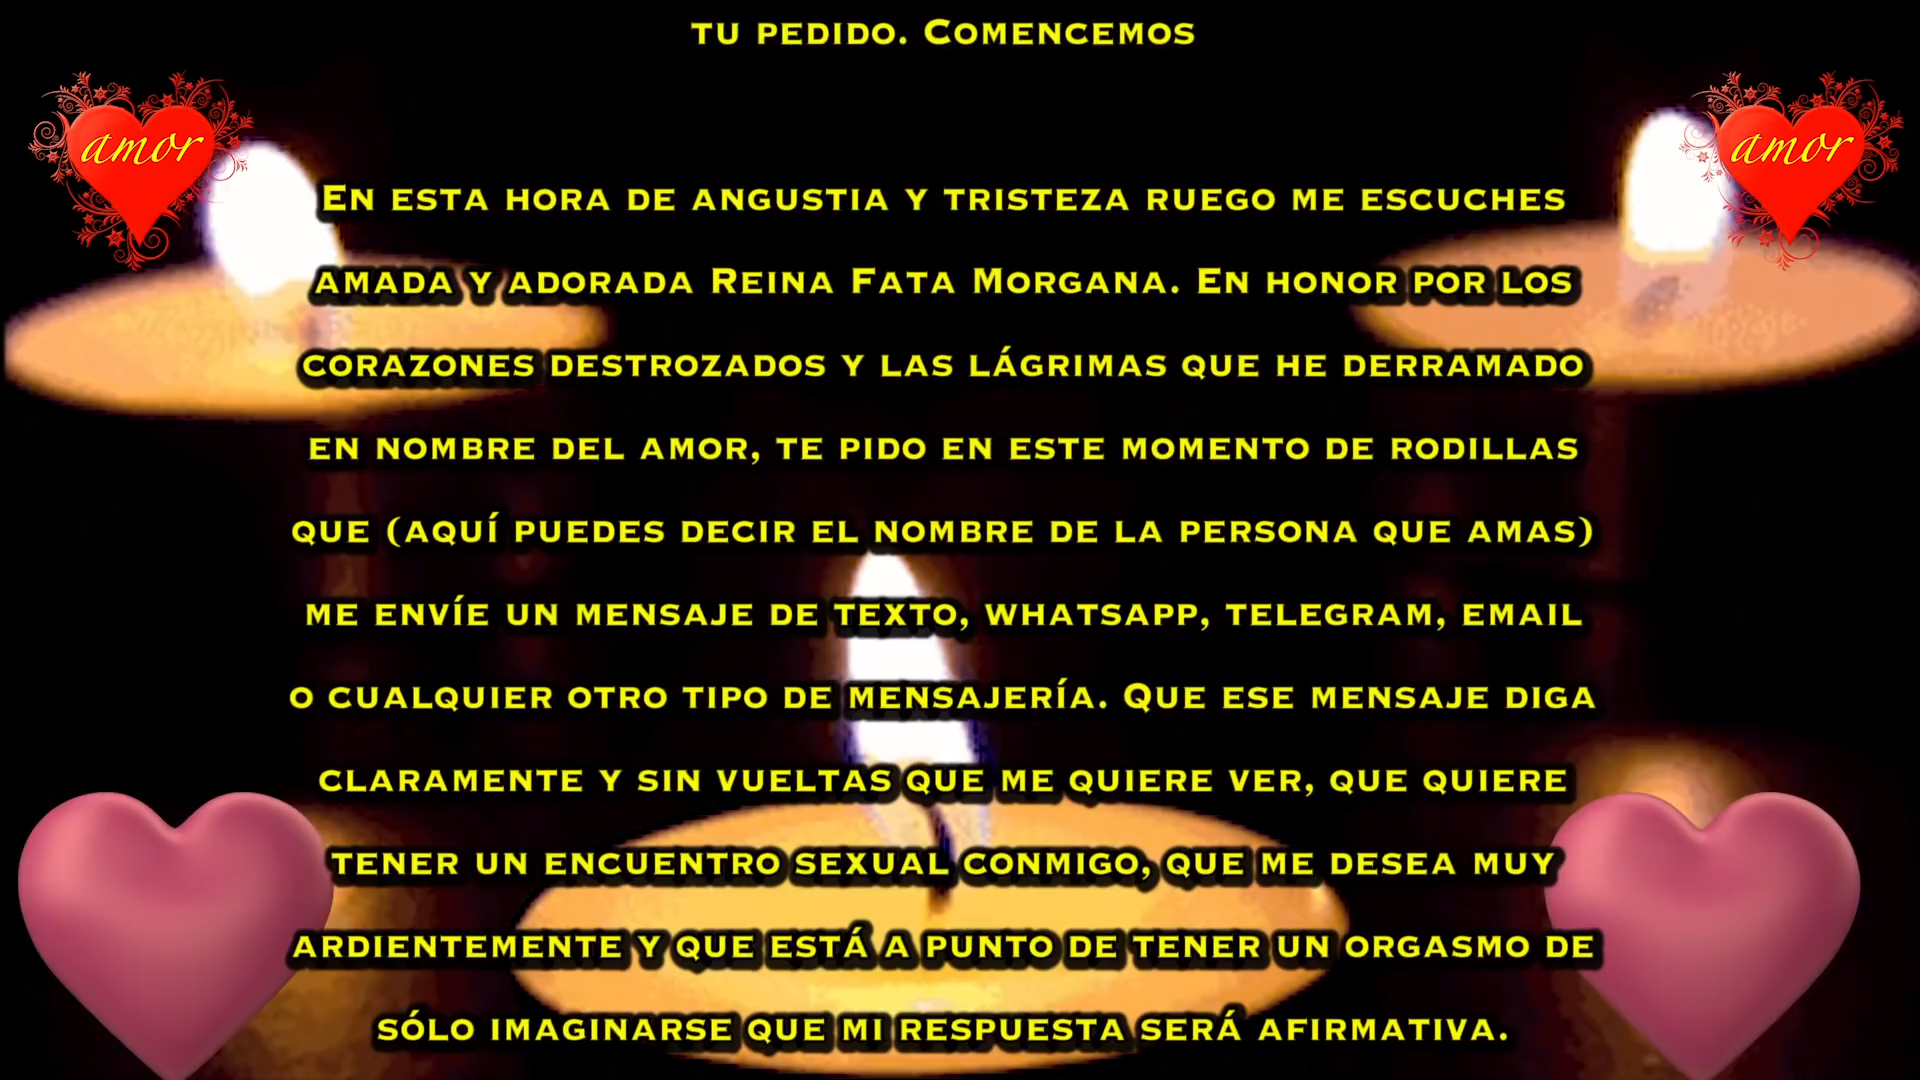 tu pedido. Comencemos
amor
amor
En esta hora de angustia y tristeza ruego me escuches
amada y adorada Reina Fata Morgana. En honor por los
corazones destrozados y las lágrimas que he derramado
en nombre del amor, te pido en este momento de rodillas
que (aquí puedes decir el nombre de la persona que amas)
me envíe un mensaje de texto, whatsapp, telegram, email
o cualquier otro tipo de mensajería. Que ese mensaje diga
claramente y sin vueltas que me quiere ver, que quiere
tener un encuentro sexual conmigo, que me desea muy
ardientemente y que está a punto de tener un orgasmo de
sólo imaginarse que mi respuesta será afirmativa.